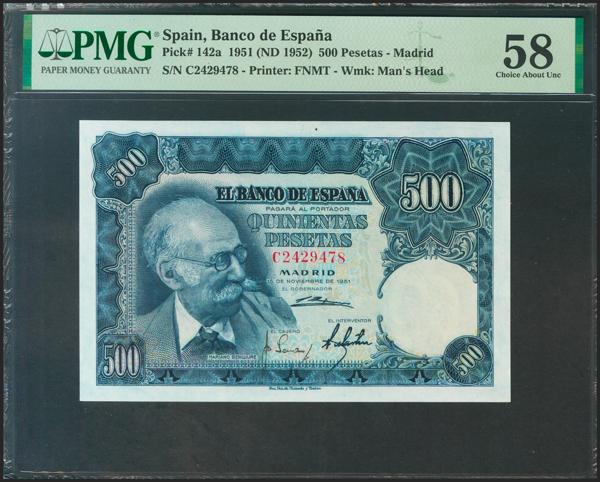 PMG
PAPER MONEY GUARANTY
Spain, Banco de España
Pick# 142a 1951 (ND 1952) 500 Pesetas - Madrid
S/N C2429478 - Printer: FNMT - Wmk: Man's Head
58
Choice About Unc
500
EL BANCO DE ESPAÑA
500
PAGARÁ AL PORTADOR
QUINIENTAS
PESETAS
C2429478
MADRID
15 DE NOVIEMBRE DE 1951
EL GOBERNADOR
EL INTERVENTOR
EL CAJERO
MARIANO BENLLIURE
500
500